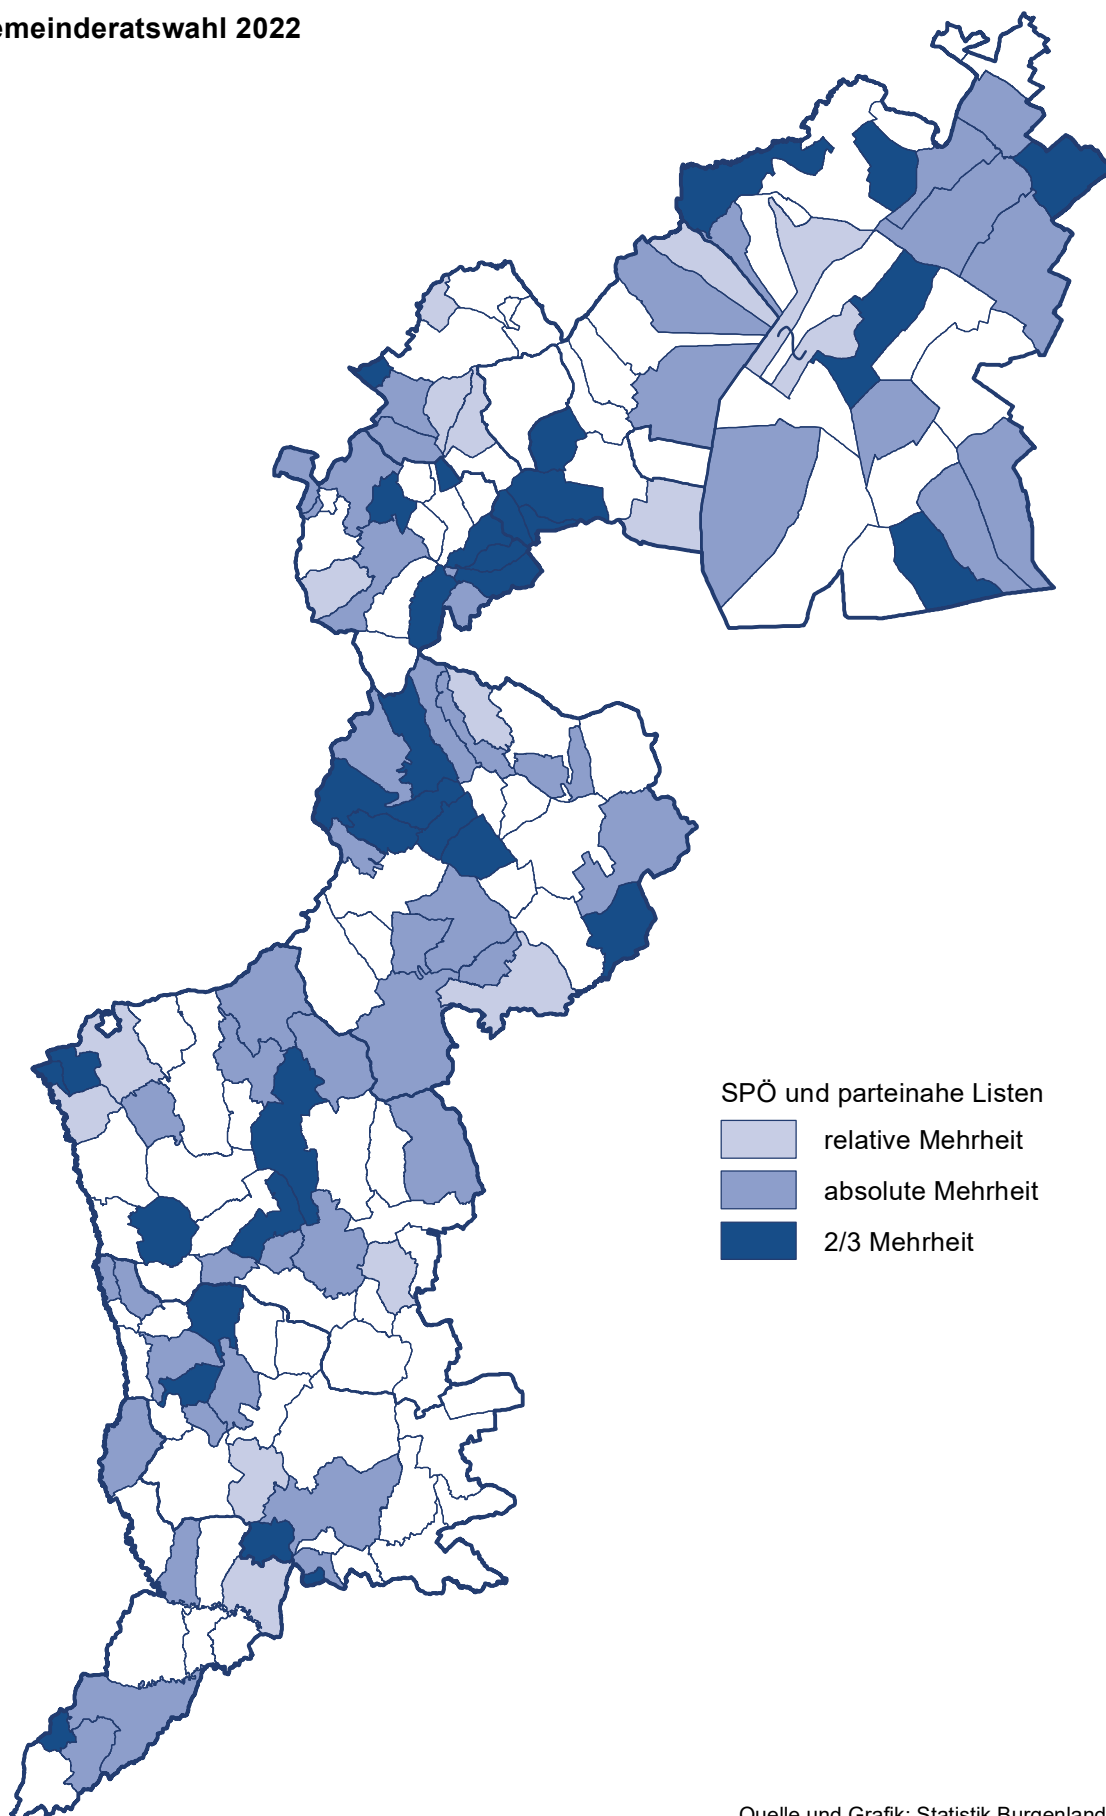 emeinderatswahl 2022
SPÖ und parteinahe Listen
relative Mehrheit
absolute Mehrheit
2/3 Mehrheit
Quelle und Grafik: Statistik Burgenland